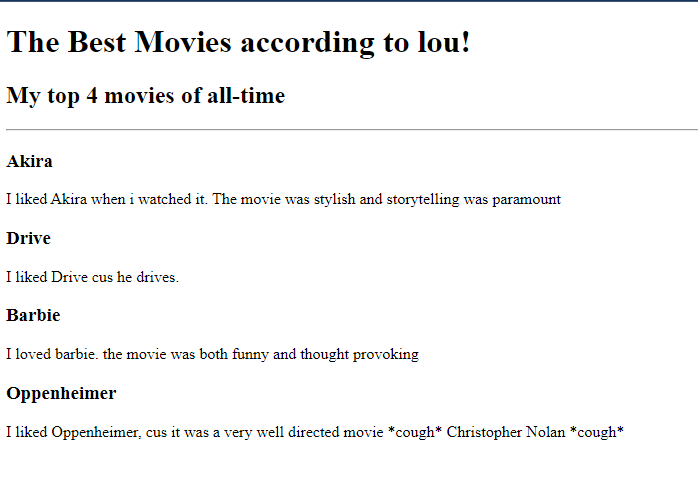 The Best Movies according to lou!
My top 4 movies of all-time
Akira
I liked Akira when i watched it. The movie was stylish and storytelling was paramount
Drive
I liked Drive cus he drives.
Barbie
I loved barbie. the movie was both funny and thought provoking
Oppenheimer
I liked Oppenheimer, cus it was a very well directed movie *cough* Christopher Nolan *cough*